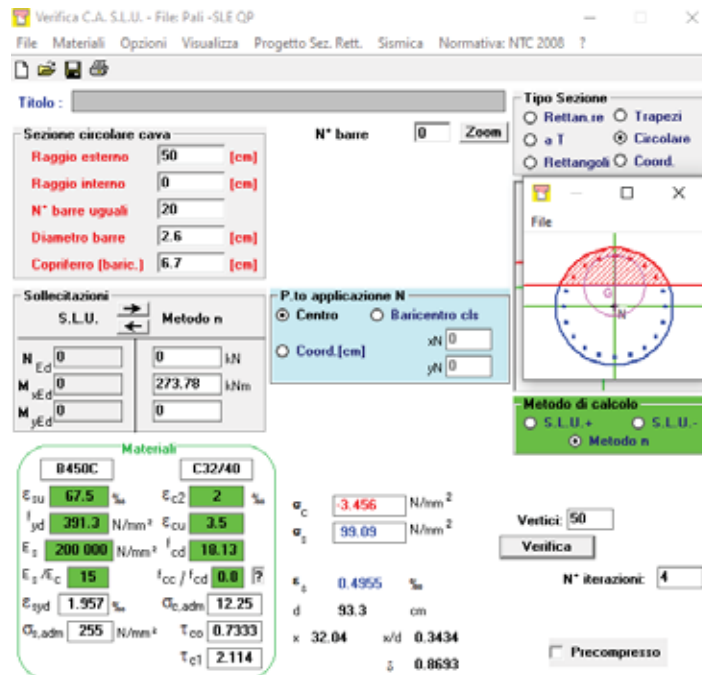 Verifica C.A. S.L.U. - File: Pali -SLE QP
File Materiali Opzioni Visualizza Progetto Sez. Rett. Sismica Normativa: NTC 2008 ?
Titolo :
Tipo Sezione
Rettan.re Trapezi
a T Circolare
Rettangoli Coord.
Sezione circolare cava
N° barre 0 Zoom
Raggio esterno 50 [cm]
Raggio interno 0 [cm]
N° barre uguali 20
Diametro barre 2.6 [cm]
Copriferro (baric.) 6.7 [cm]
File
G
N
Sollecitazioni
S.L.U. Metodo n
N Ed 0 0 kN
M xEd 0 273.78 kNm
M yEd 0 0
P.to applicazione N
Centro Baricentro cls
Coord.[cm] xN 0
yN 0
Metodo di calcolo
S.L.U.+ S.L.U.-
Metodo n
Materiali
B450C C32/40
εsu 67.5 ‰ εc2 2 ‰
fyd 391.3 N/mm² εcu 3.5
Es 200 000 N/mm² fcd 18.13
Es/Ec 15 fcc / fcd 0.8 ?
εsyd 1.957 ‰ σc,adm 12.25
σs,adm 255 N/mm² τco 0.7333
τc1 2.114
σc -3.456 N/mm²
σs 99.09 N/mm²
εs 0.4955 ‰
d 93.3 cm
x 32.04 x/d 0.3434
δ 0.8693
Vertici: 50
Verifica
N° iterazioni: 4
Precompresso